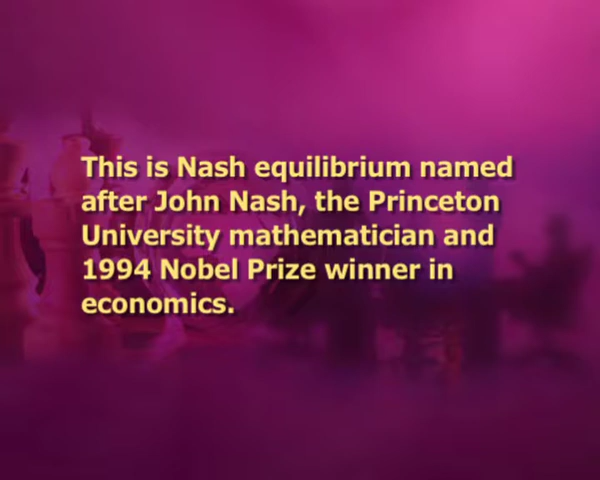 This is Nash equilibrium named
after John Nash, the Princeton
University mathematician and
1994 Nobel Prize winner in
economics.